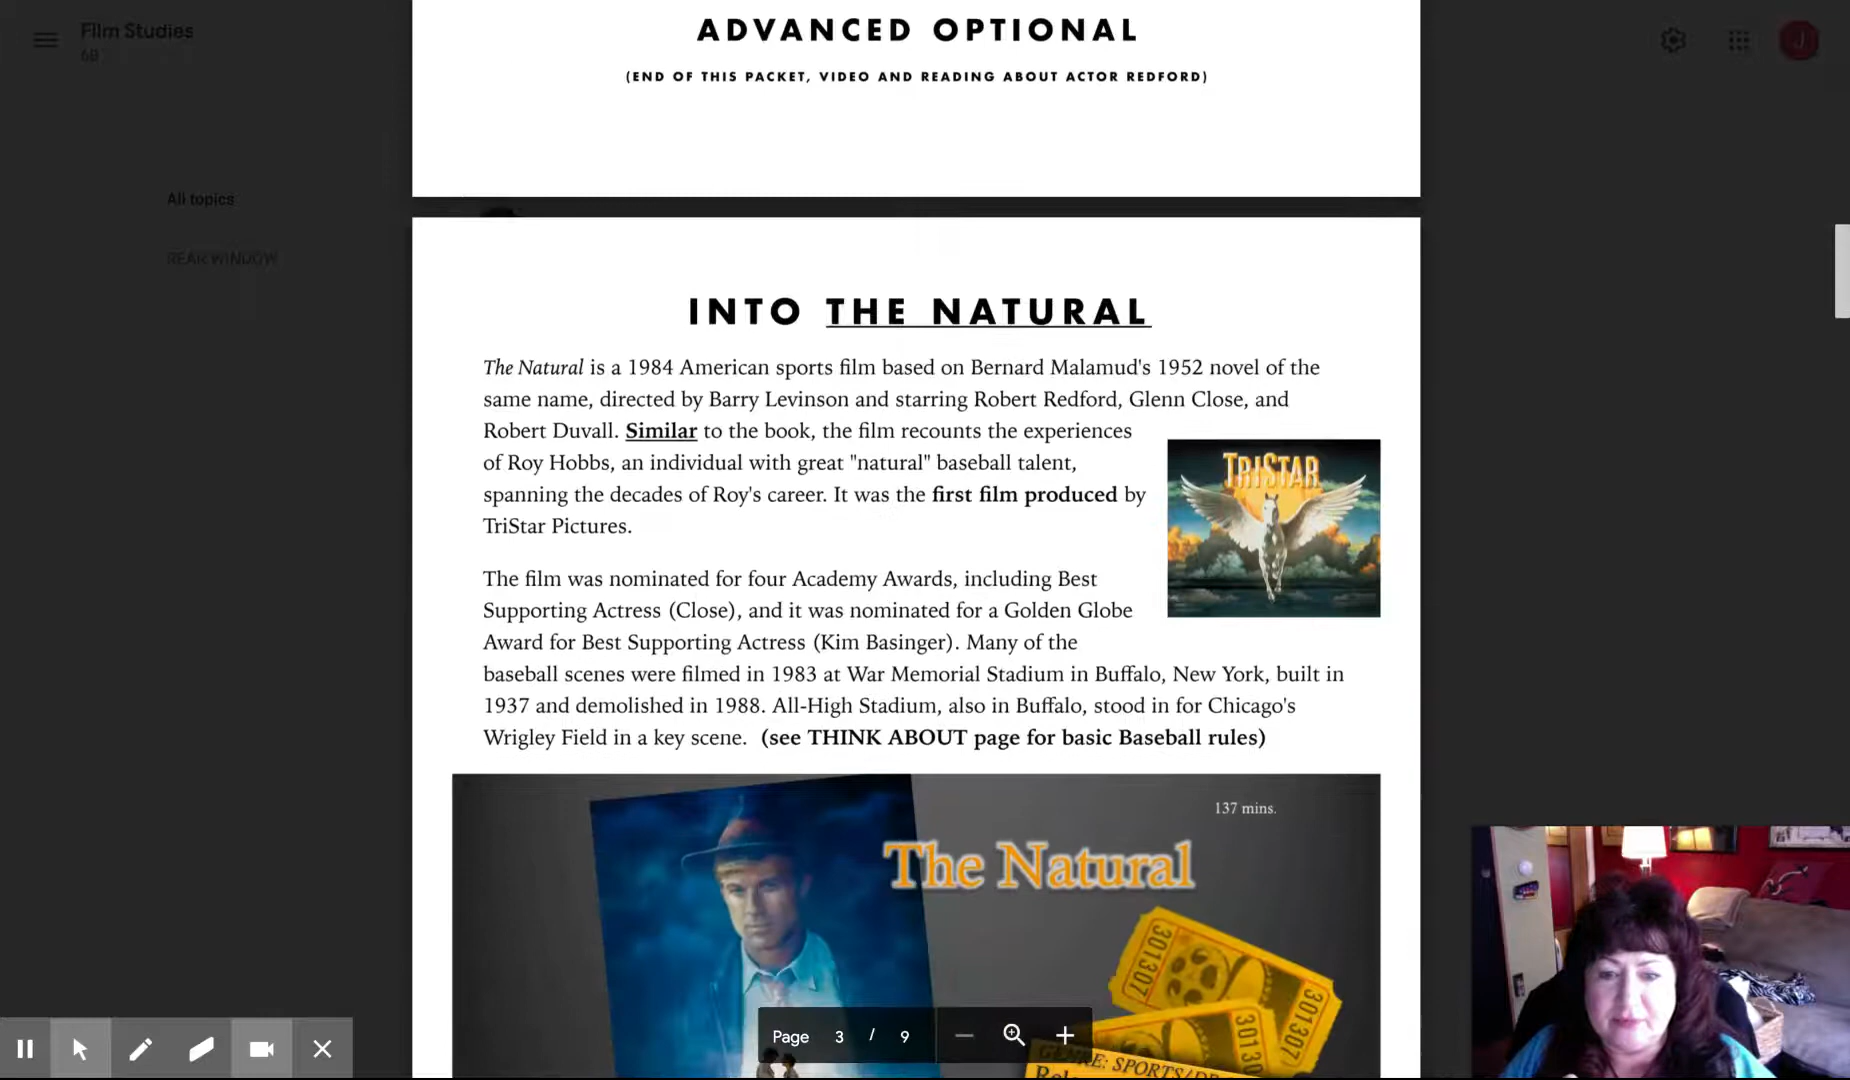 ADVANCED OPTIONAL
Film Studies
6B
J
(END OF THIS PACKET, VIDEO AND READING ABOUT ACTOR REDFORD)
All topics
REAR WINDOW
INTO THE NATURAL
The Natural is a 1984 American sports film based on Bernard Malamud's 1952 novel of the
same name, directed by Barry Levinson and starring Robert Redford, Glenn Close, and
Robert Duvall. Similar to the book, the film recounts the experiences
of Roy Hobbs, an individual with great "natural" baseball talent,
spanning the decades of Roy's career. It was the first film produced by
TriStar Pictures.
TRISTAR
The film was nominated for four Academy Awards, including Best
Supporting Actress (Close), and it was nominated for a Golden Globe
Award for Best Supporting Actress (Kim Basinger). Many of the
baseball scenes were filmed in 1983 at War Memorial Stadium in Buffalo, New York, built in
1937 and demolished in 1988. All-High Stadium, also in Buffalo, stood in for Chicago's
Wrigley Field in a key scene. (see THINK ABOUT page for basic Baseball rules)
137 mins.
The Natural
301307
301307
301307
Page 3 / 9
GENRE: SPORTS/